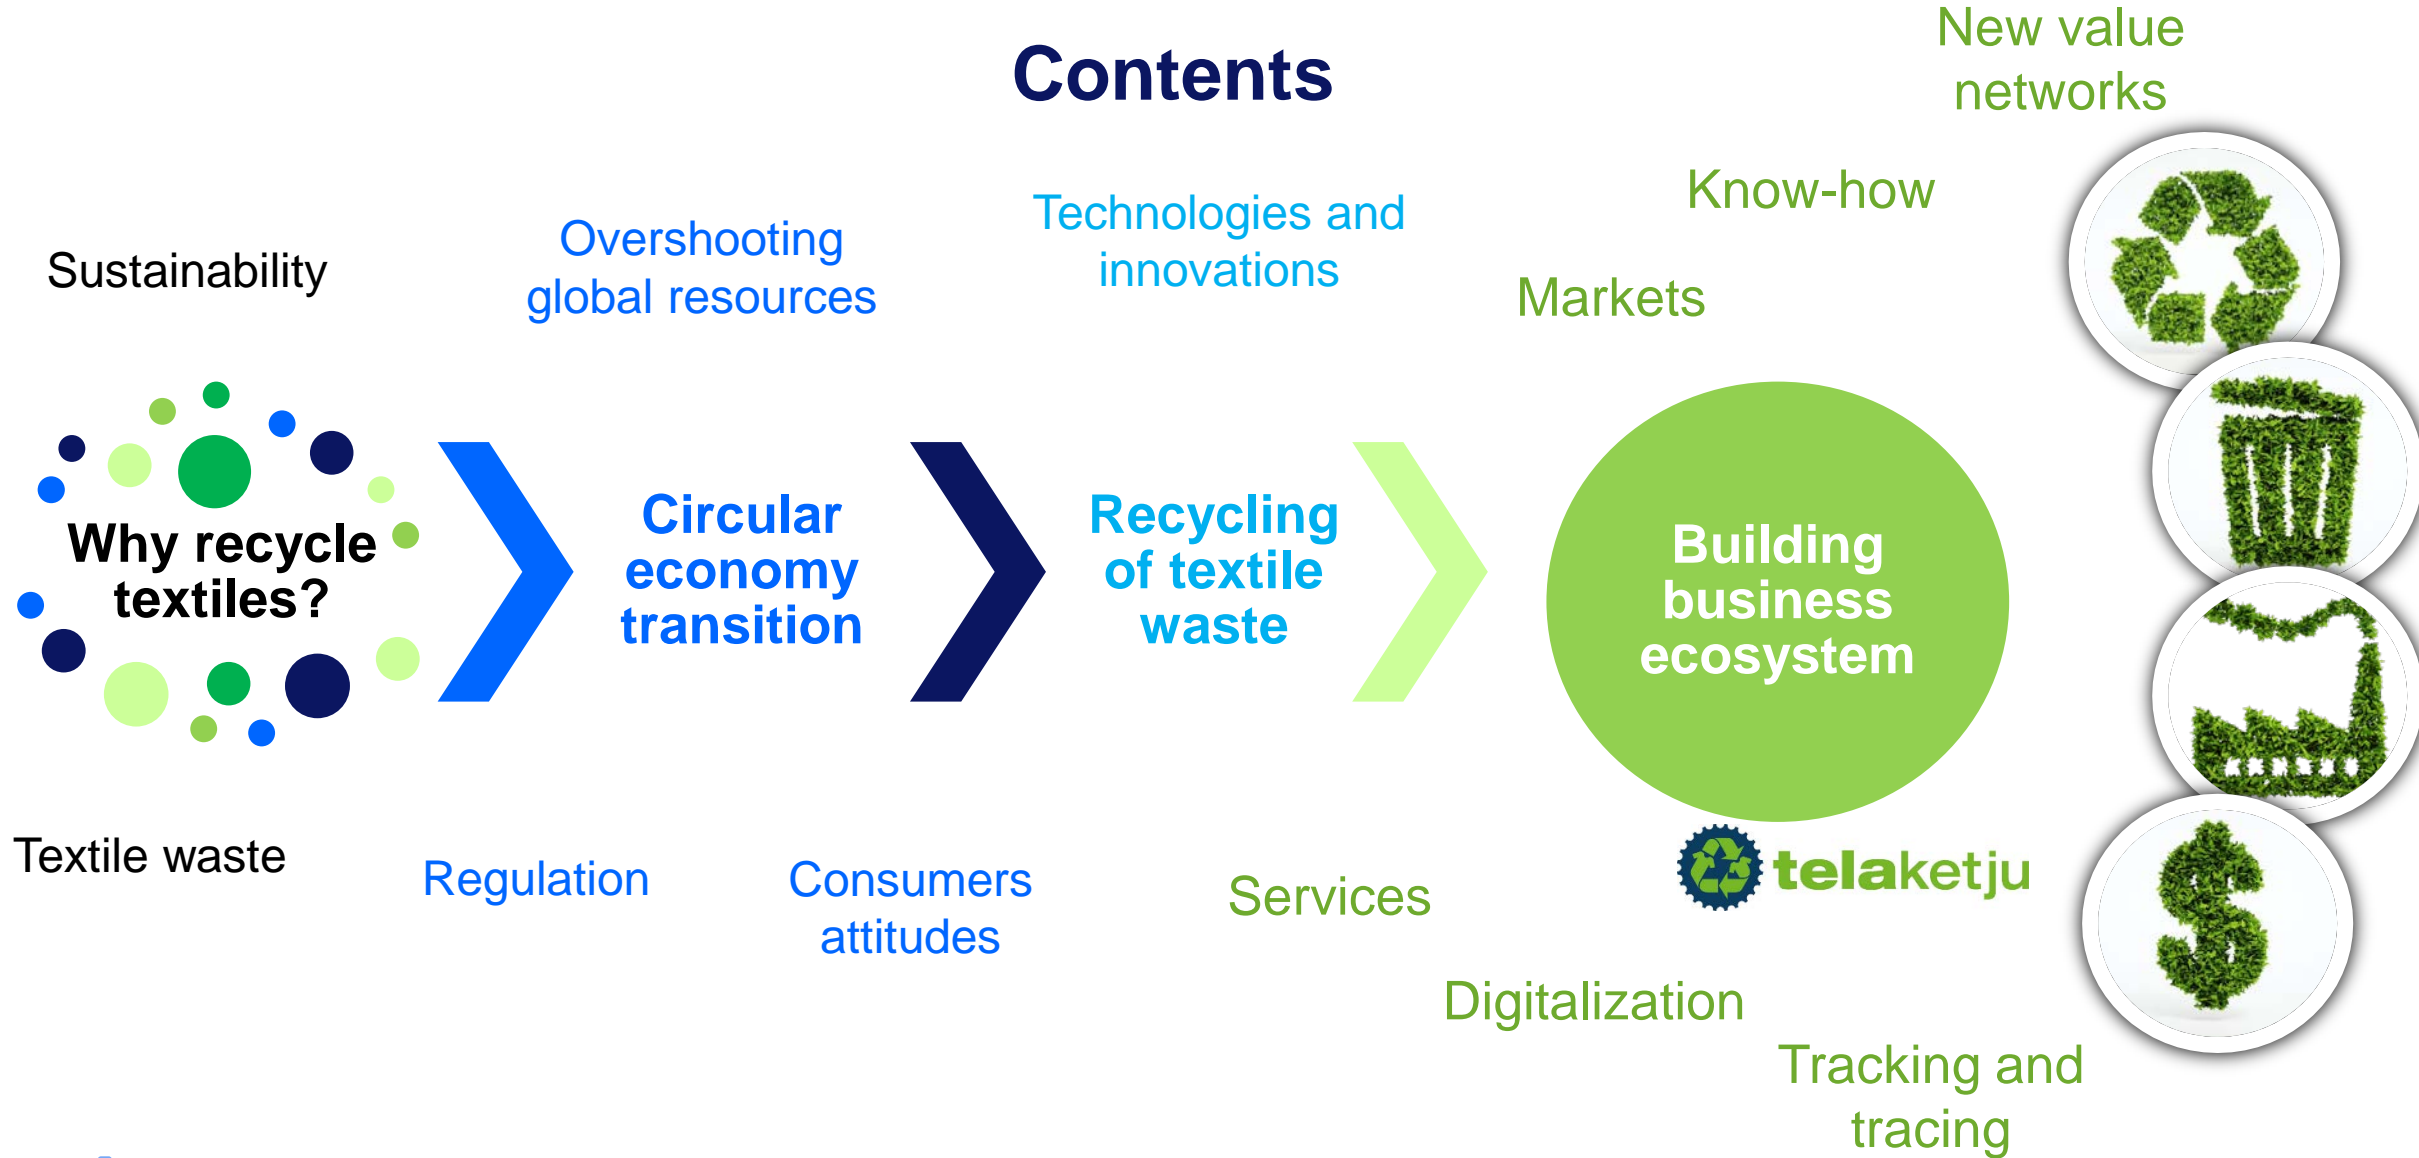 Contents
New value
networks
Know-how
Technologies and
innovations
Overshooting
global resources
Sustainability
Markets
Why recycle
textiles?
Circular
economy
transition
Recycling
of textile
waste
Building
business
ecosystem
telaketju
Textile waste
Regulation
Consumers
attitudes
Services
Digitalization
Tracking and
tracing